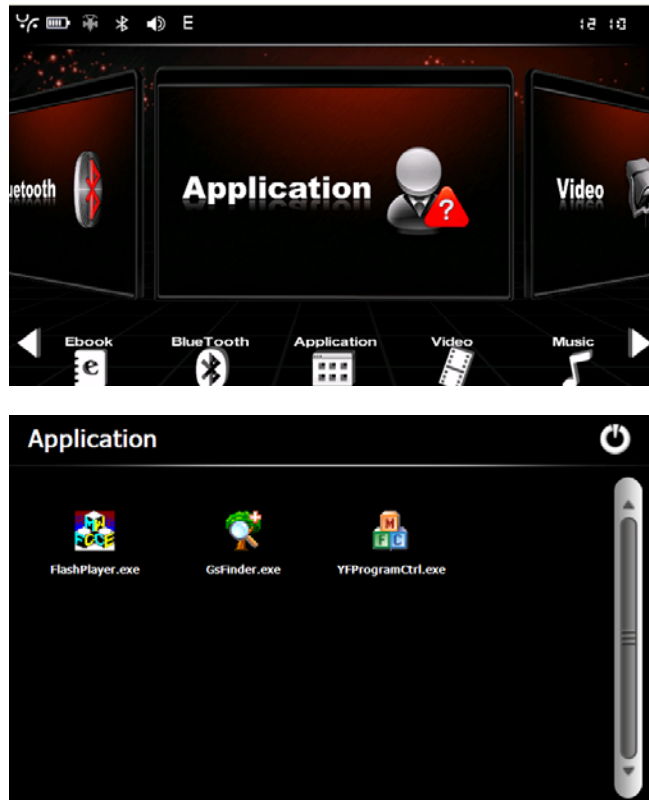 E
12 10
uetooth
Application
?
Video
Ebook
BlueTooth
Application
Video
Music
e
Application
FlashPlayer.exe
GsFinder.exe
YFProgramCtrl.exe
M
F C